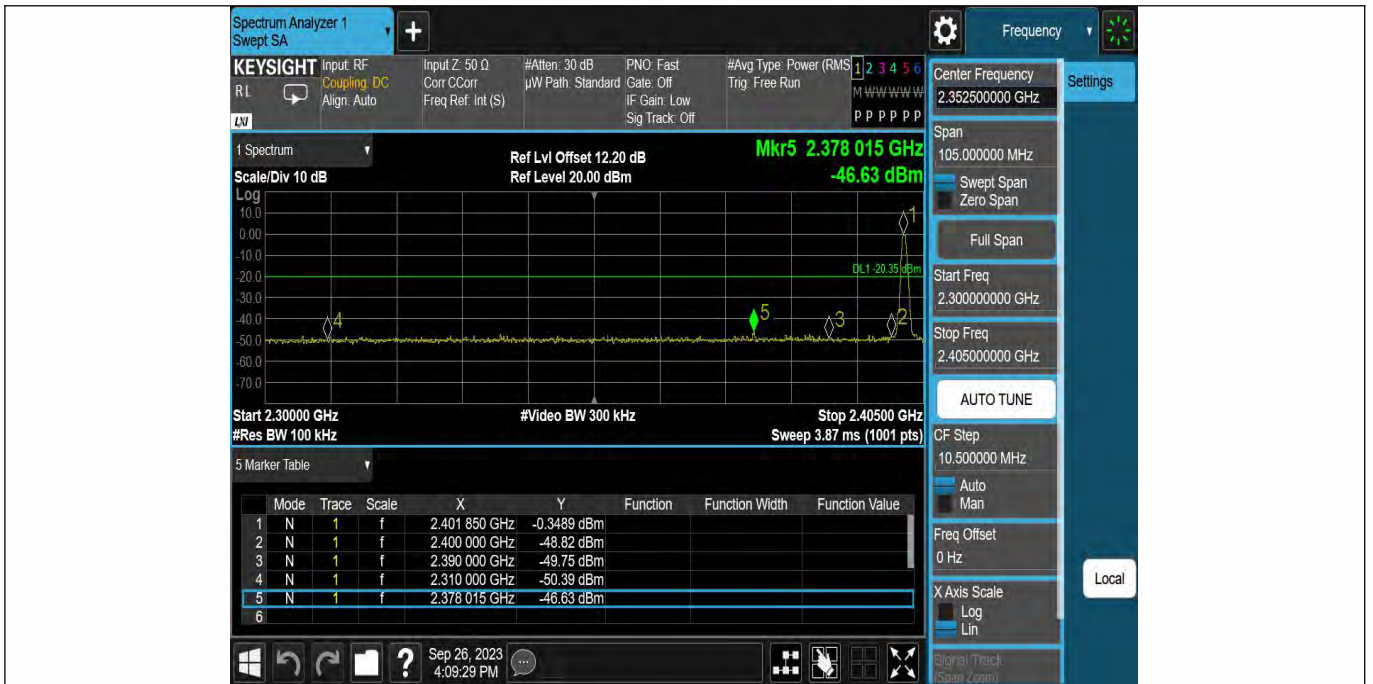 Spectrum Analyzer 1
Swept SA
+
Frequency
KEYSIGHT
RL
LXI
Input: RF
Coupling: DC
Align: Auto
Input Z: 50 Ω
Corr CCorr
Freq Ref: Int (S)
#Atten: 30 dB
µW Path: Standard
PNO: Fast
Gate: Off
IF Gain: Low
Sig Track: Off
#Avg Type: Power (RMS
Trig: Free Run
1 2 3 4 5 6
M W W W W W
P P P P P P
1 Spectrum
Scale/Div 10 dB
Ref Lvl Offset 12.20 dB
Ref Level 20.00 dBm
Mkr5 2.378 015 GHz
-46.63 dBm
Log
10.0
0.00
-10.0
-20.0
-30.0
-40.0
-50.0
-60.0
-70.0
1
DL1 -20.35 dBm
4
5
3
2
Start 2.30000 GHz
#Video BW 300 kHz
Stop 2.40500 GHz
#Res BW 100 kHz
Sweep 3.87 ms (1001 pts)
5 Marker Table
Mode Trace Scale X Y Function Function Width Function Value
1 N 1 f 2.401 850 GHz -0.3489 dBm
2 N 1 f 2.400 000 GHz -48.82 dBm
3 N 1 f 2.390 000 GHz -49.75 dBm
4 N 1 f 2.310 000 GHz -50.39 dBm
5 N 1 f 2.378 015 GHz -46.63 dBm
6
Sep 26, 2023
4:09:29 PM
?
Center Frequency
2.352500000 GHz
Settings
Span
105.000000 MHz
Swept Span
Zero Span
Full Span
Start Freq
2.300000000 GHz
Stop Freq
2.405000000 GHz
AUTO TUNE
CF Step
10.500000 MHz
Auto
Man
Freq Offset
0 Hz
X Axis Scale
Log
Lin
Signal Track
(Span Zoom)
Local